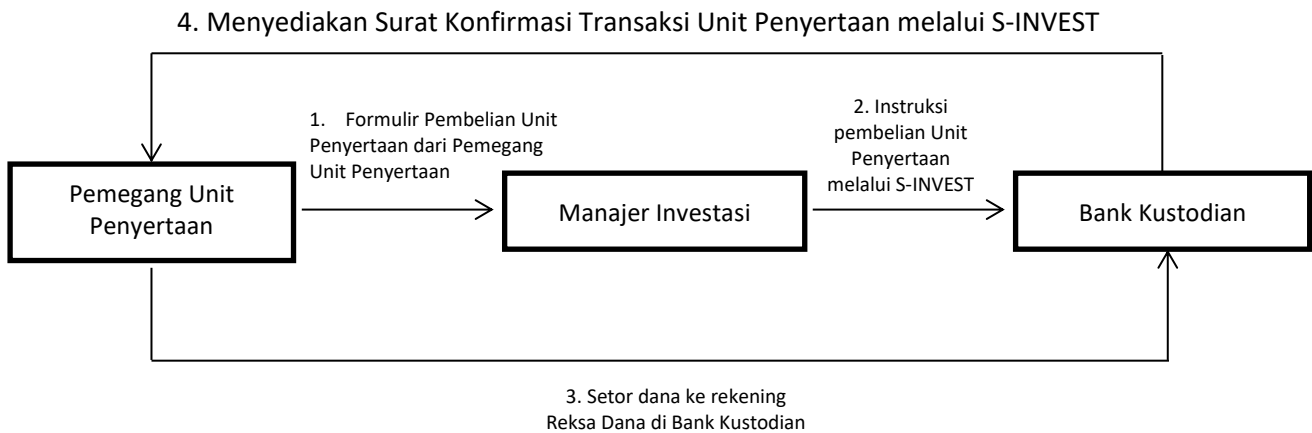 4. Menyediakan Surat Konfirmasi Transaksi Unit Penyertaan melalui S-INVEST
1. Formulir Pembelian Unit
Penyertaan dari Pemegang
Unit Penyertaan
2. Instruksi
pembelian Unit
Penyertaan
melalui S-INVEST
Pemegang Unit
Penyertaan
Manajer Investasi
Bank Kustodian
3. Setor dana ke rekening
Reksa Dana di Bank Kustodian